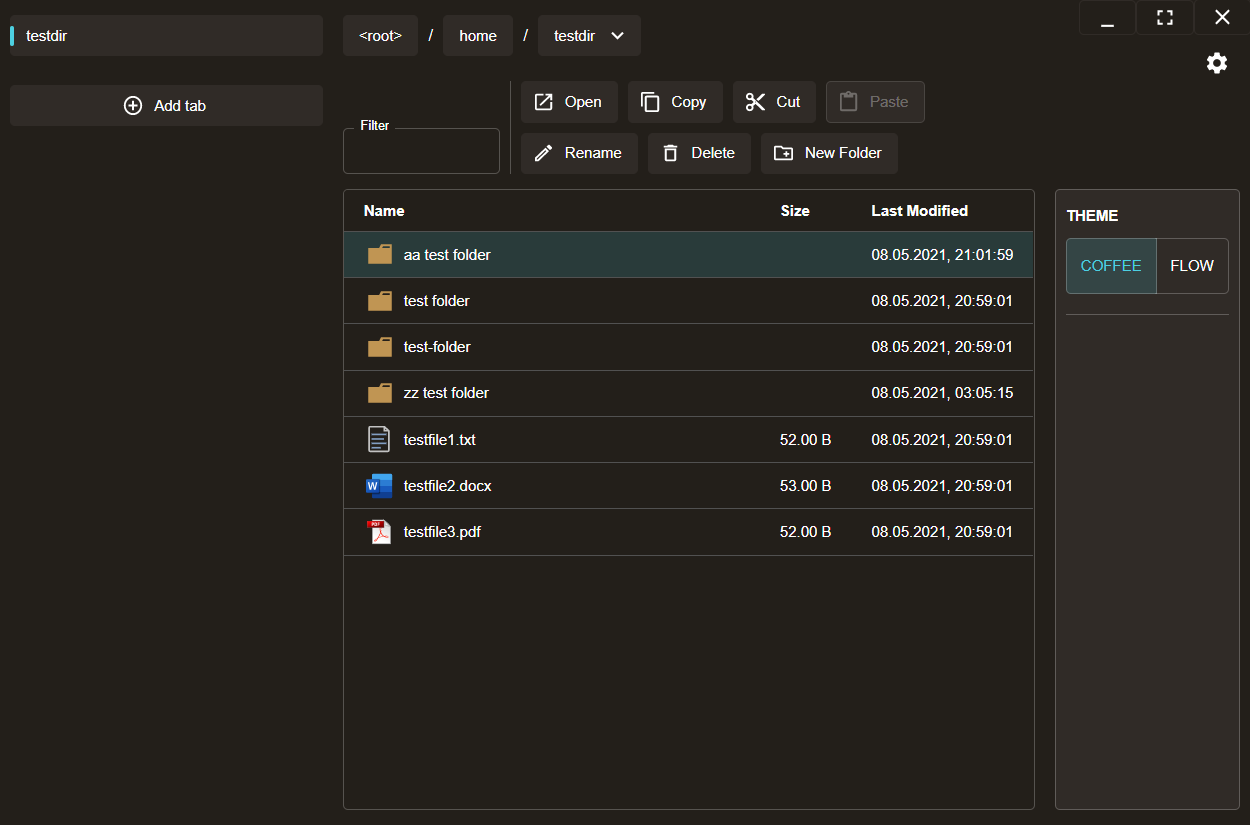 testdir
<root> / home / testdir
Add tab
Filter
Open Copy Cut Paste
Rename Delete New Folder
Name Size Last Modified
aa test folder 08.05.2021, 21:01:59
test folder 08.05.2021, 20:59:01
test-folder 08.05.2021, 20:59:01
zz test folder 08.05.2021, 03:05:15
testfile1.txt 52.00 B 08.05.2021, 20:59:01
W testfile2.docx 53.00 B 08.05.2021, 20:59:01
PDF testfile3.pdf 52.00 B 08.05.2021, 20:59:01
THEME
COFFEE FLOW